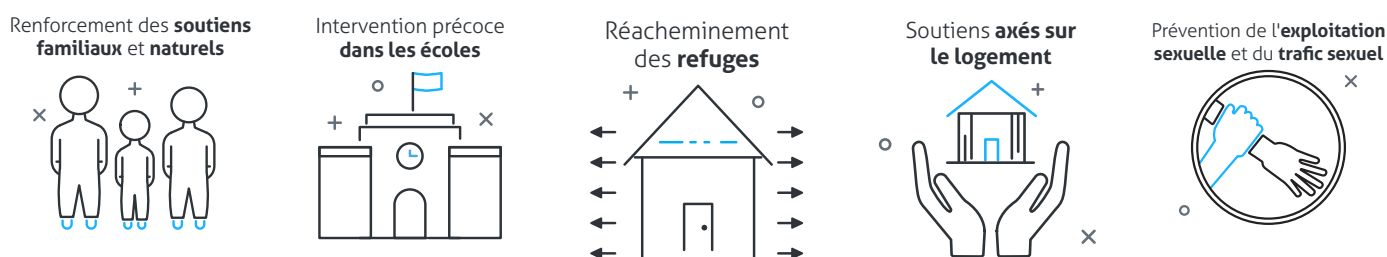 Renforcement des soutiens
familiaux et naturels
Intervention précoce
dans les écoles
Réacheminement
des refuges
Soutiens axés sur
le logement
Prévention de l'exploitation
sexuelle et du trafic sexuel